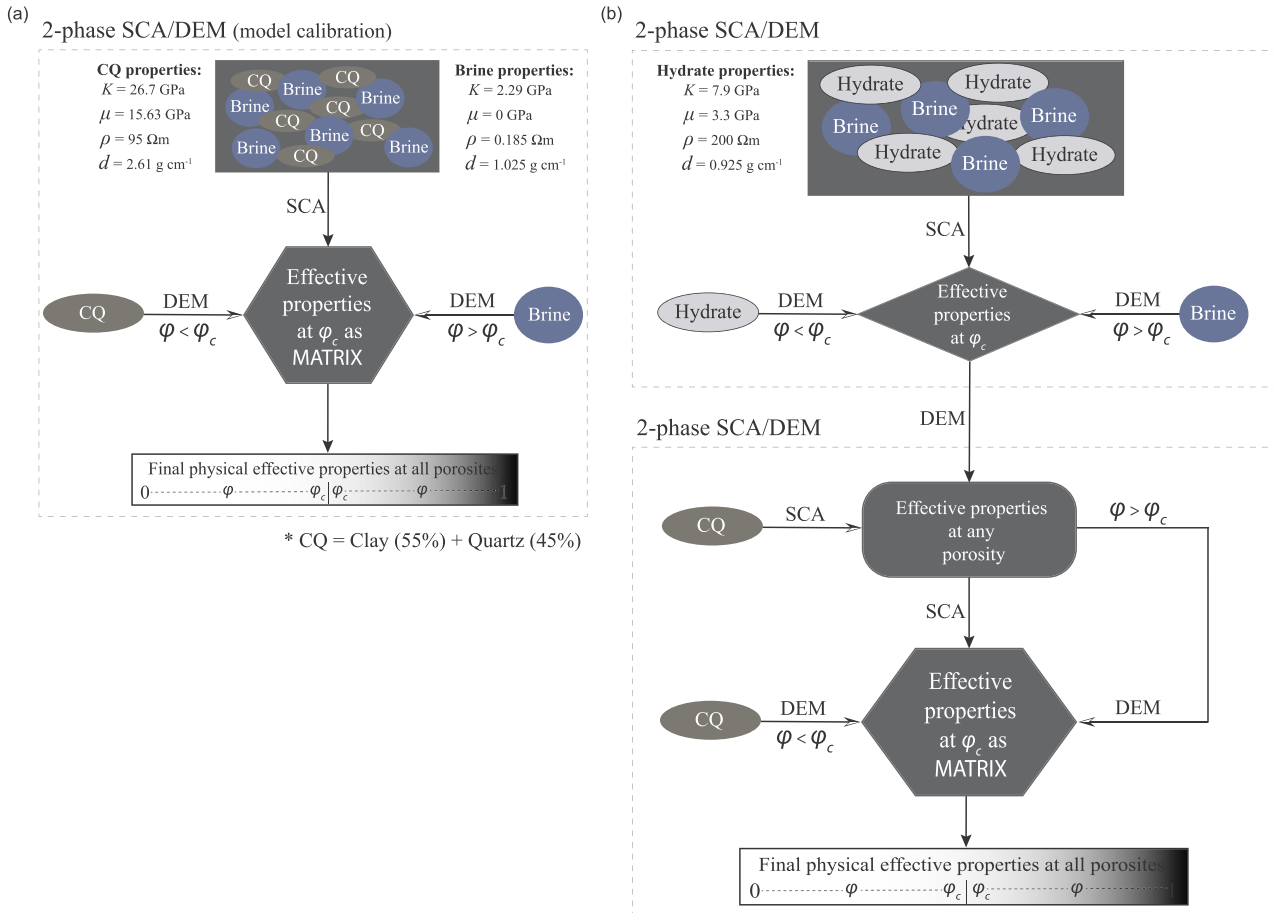 (a)
2-phase SCA/DEM (model calibration)
CQ properties:
K = 26.7 GPa
μ = 15.63 GPa
ρ = 95 Ωm
d = 2.61 g cm⁻¹
CQ
Brine
CQ
Brine
Brine
CQ
CQ
Brine
CQ
Brine
CQ
Brine
Brine properties:
K = 2.29 GPa
μ = 0 GPa
ρ = 0.185 Ωm
d = 1.025 g cm⁻¹
SCA
CQ
DEM
φ < φc
Effective
properties
at φc as
MATRIX
DEM
φ > φc
Brine
Final physical effective properties at all porosites
0 φ φc φc φ 1
* CQ = Clay (55%) + Quartz (45%)
(b)
2-phase SCA/DEM
Hydrate properties:
K = 7.9 GPa
μ = 3.3 GPa
ρ = 200 Ωm
d = 0.925 g cm⁻¹
Hydrate
Hydrate
Brine
Brine
Brine
ydrate
Hydrate
Hydrate
Brine
SCA
Hydrate
DEM
φ < φc
Effective
properties
at φc
DEM
φ > φc
Brine
DEM
2-phase SCA/DEM
CQ
SCA
Effective properties
at any
porosity
φ > φc
SCA
CQ
DEM
φ < φc
Effective
properties
at φc as
MATRIX
DEM
Final physical effective properties at all porosites
0 φ φc φc φ 1